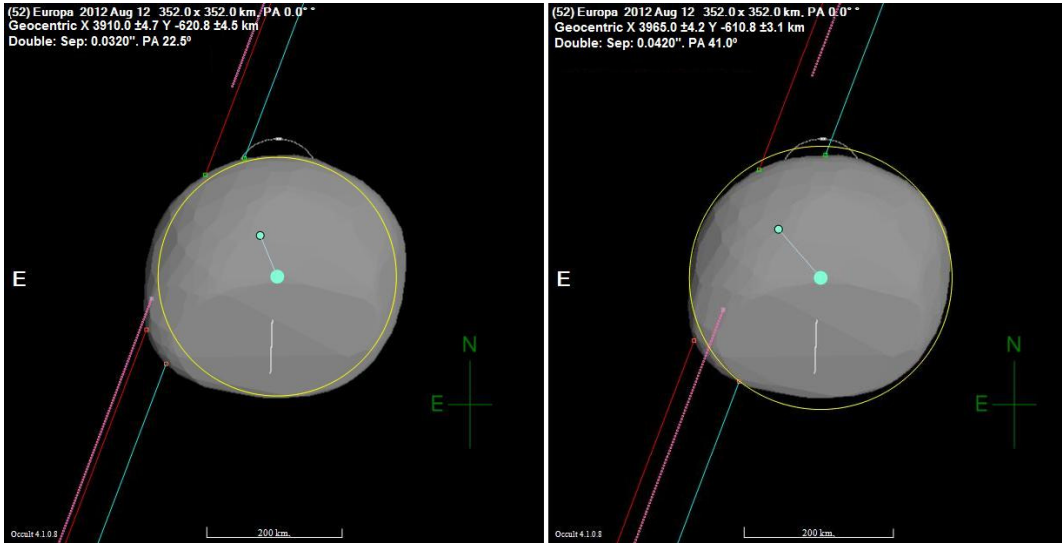 (52) Europa 2012 Aug 12 352.0 x 352.0 km, PA 0.0° °
Geocentric X 3910.0 ±4.7 Y -620.8 ±4.5 km
Double: Sep: 0.0320". PA 22.5º
E
N
E
Occult 4.1.0.8
200 km.
(52) Europa 2012 Aug 12 352.0 x 352.0 km, PA 0.0° °
Geocentric X 3965.0 ±4.2 Y -610.8 ±3.1 km
Double: Sep: 0.0420". PA 41.0º
E
N
E
Occult 4.1.0.8
200 km.